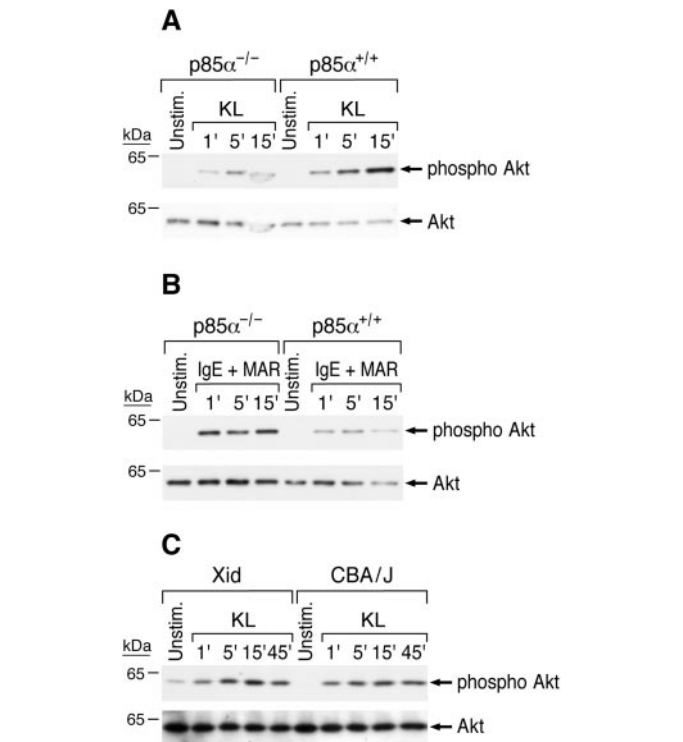 A
p85α−/− p85α+/+
Unstim. KL Unstim. KL
kDa 1' 5' 15' 1' 5' 15'
65 phospho Akt
65 Akt
B
p85α−/− p85α+/+
Unstim. IgE + MAR Unstim. IgE + MAR
kDa 1' 5' 15' 1' 5' 15'
65 phospho Akt
65 Akt
C
Xid CBA/J
Unstim. KL Unstim. KL
kDa 1' 5' 15' 45' 1' 5' 15' 45'
65 phospho Akt
65 Akt